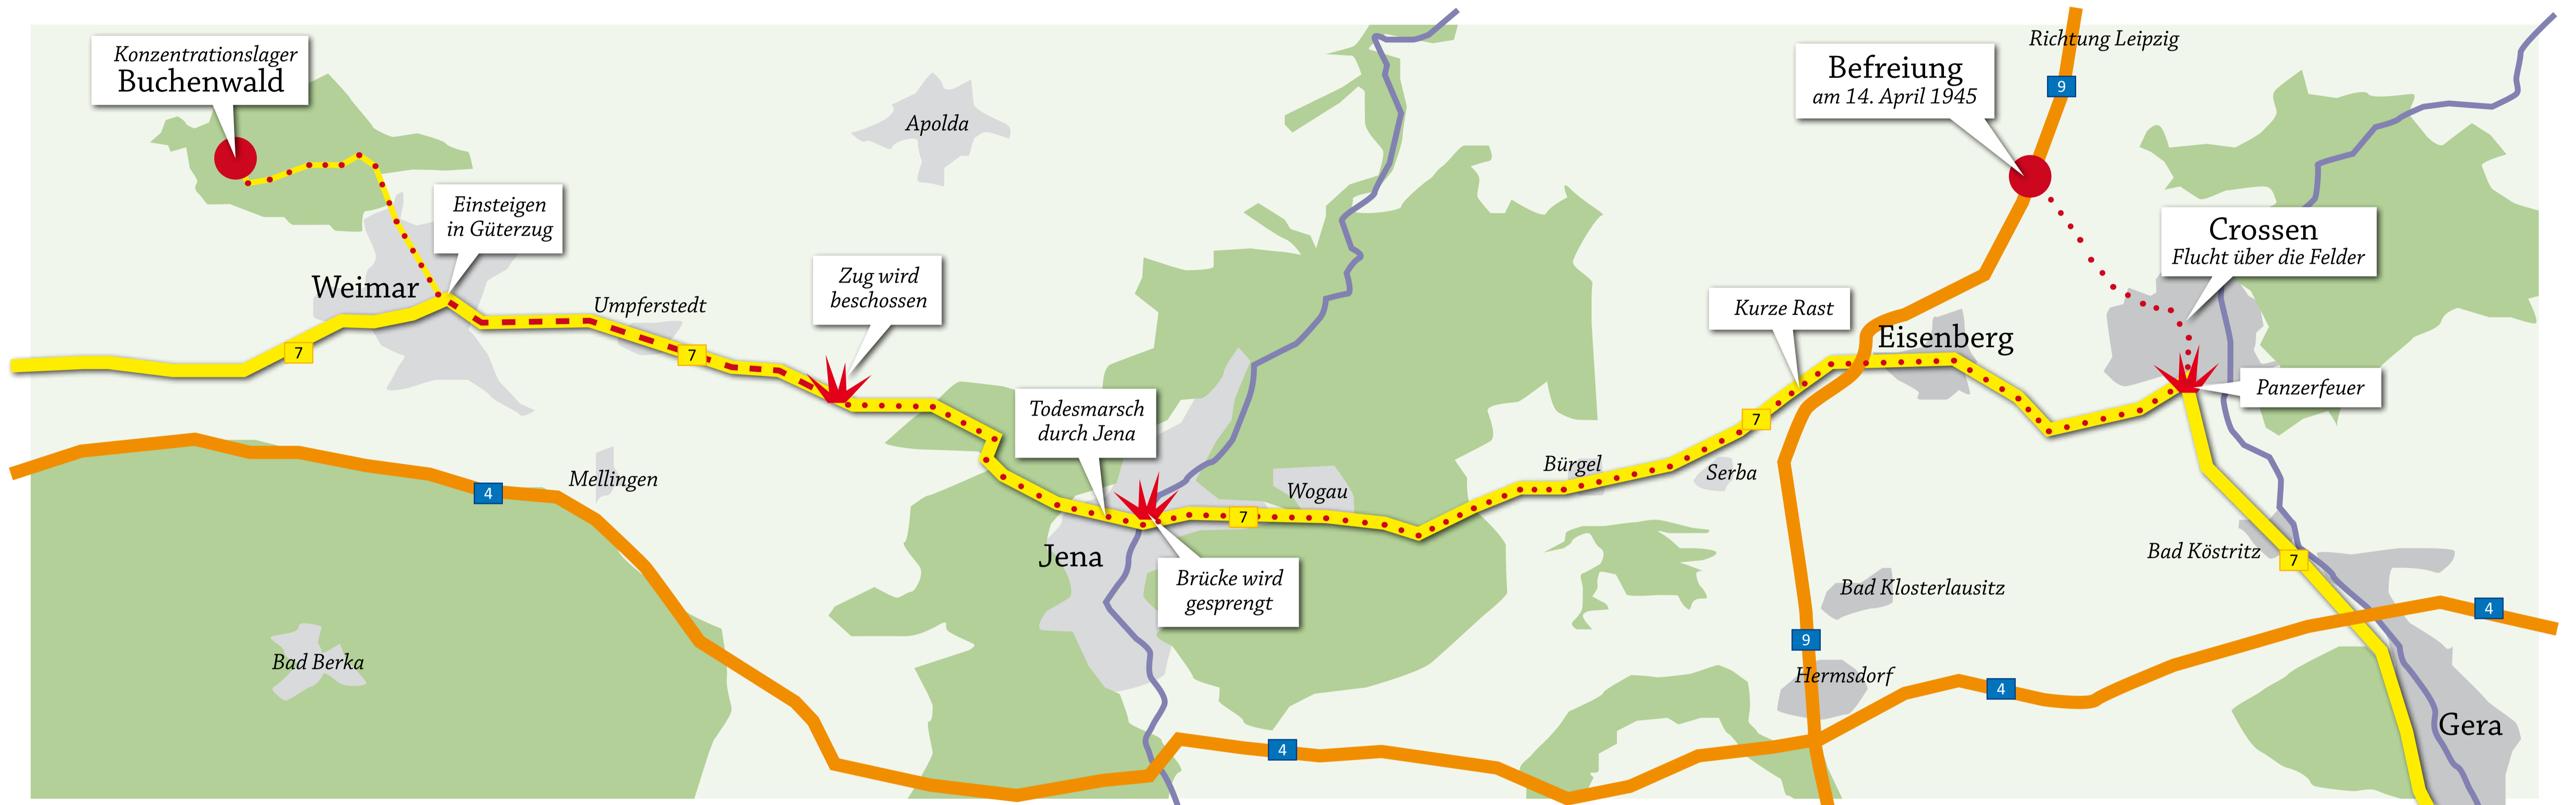 Konzentrationslager
Buchenwald
Einsteigen
in Güterzug
Weimar
Umpferstedt
Apolda
Zug wird
beschossen
7
7
4
Mellingen
Bad Berka
Todesmarsch
durch Jena
Jena
Brücke wird
gesprengt
Wogau
7
4
Bürgel
Serba
7
Kurze Rast
Eisenberg
Befreiung
am 14. April 1945
Richtung Leipzig
9
Crossen
Flucht über die Felder
Panzerfeuer
Bad Köstritz
7
Bad Klosterlausitz
9
Hermsdorf
4
4
Gera